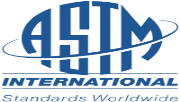 ASTM
INTERNATIONAL
Standards Worldwide